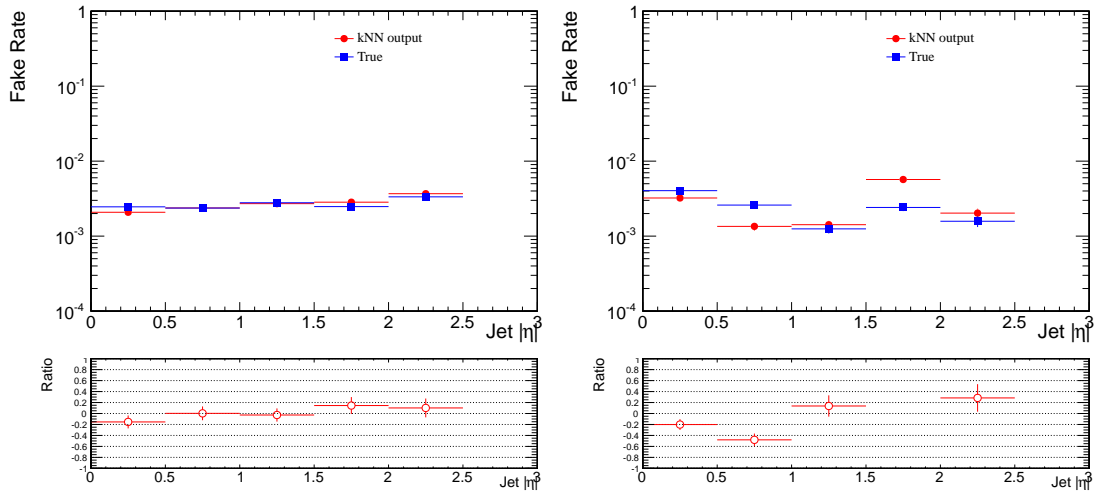 Fake Rate
1
10-1
10-2
10-3
10-4
kNN output
True
0 0.5 1 1.5 2 2.5 3
Jet |η|
Ratio
1
0.8
0.6
0.4
0.2
0
-0.2
-0.4
-0.6
-0.8
-1
0 0.5 1 1.5 2 2.5 3
Jet |η|
Fake Rate
1
10-1
10-2
10-3
10-4
kNN output
True
0 0.5 1 1.5 2 2.5 3
Jet |η|
Ratio
1
0.8
0.6
0.4
0.2
0
-0.2
-0.4
-0.6
-0.8
-1
0 0.5 1 1.5 2 2.5 3
Jet |η|